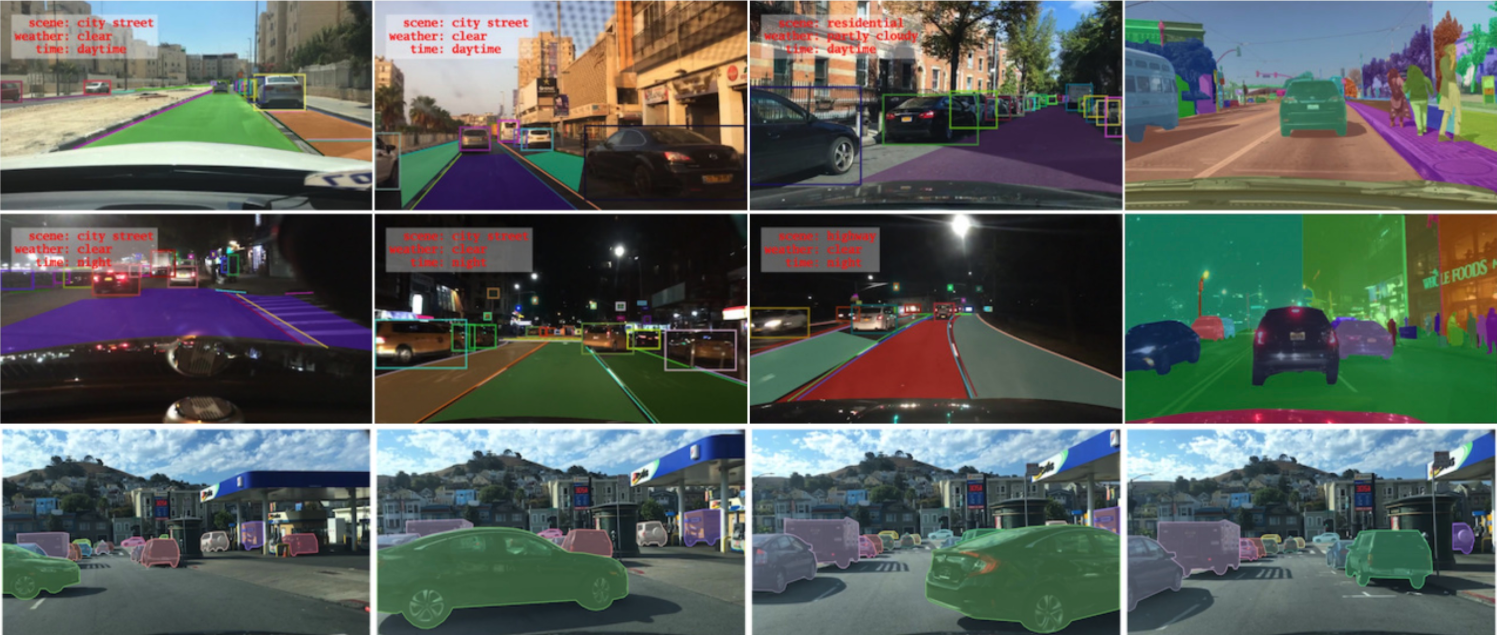 scene: city street
weather: clear
time: daytime
scene: city street
weather: clear
time: daytime
scene: residential
weather: partly cloudy
time: daytime
scene: city street
weather: clear
time: night
scene: city street
weather: clear
time: night
scene: highway
weather: clear
time: night
WHOLE FOODS